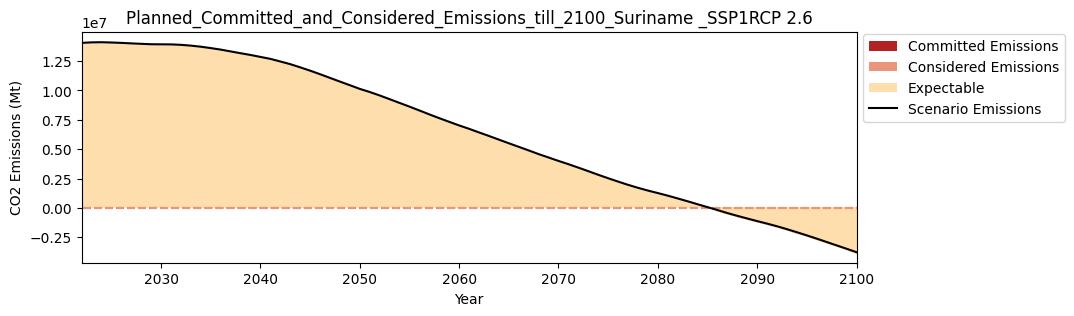 Planned_Committed_and_Considered_Emissions_till_2100_Suriname _SSP1RCP 2.6
1e7
CO2 Emissions (Mt)
1.25
1.00
0.75
0.50
0.25
0.00
−0.25
2030 2040 2050 2060 2070 2080 2090 2100
Year
Committed Emissions
Considered Emissions
Expectable
Scenario Emissions